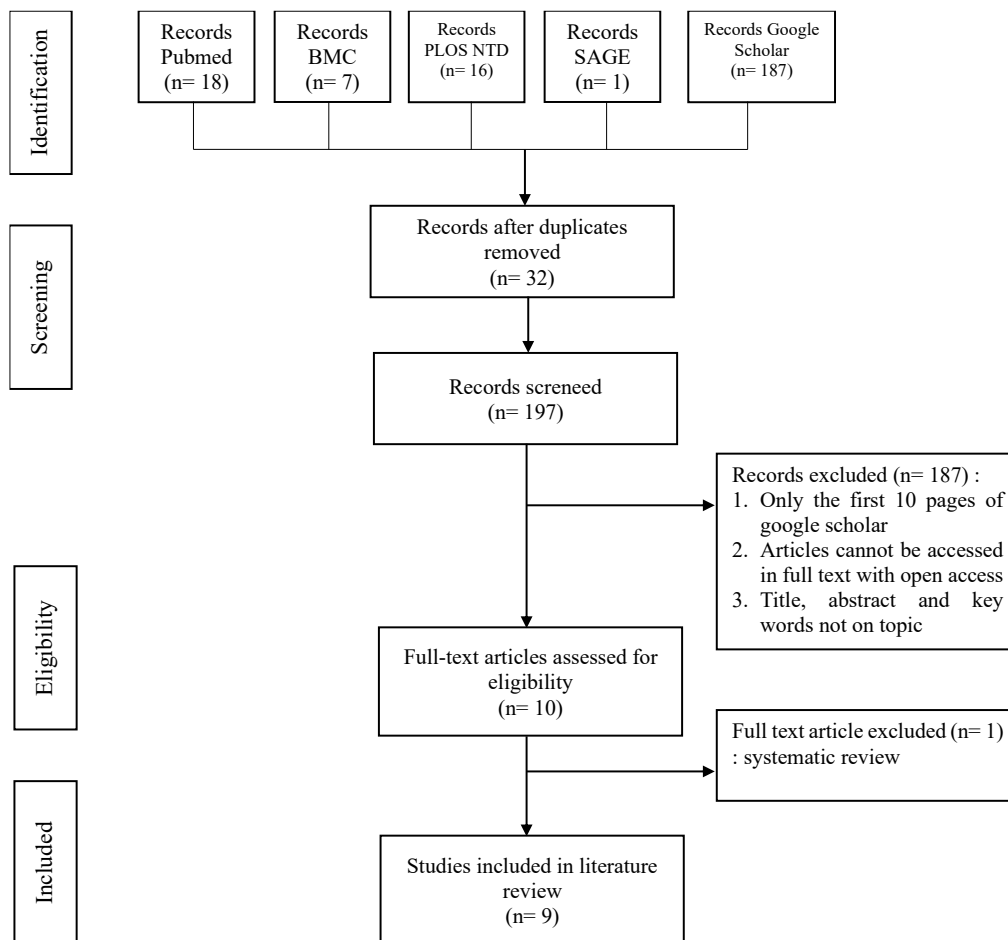 Identification
Records
Pubmed
(n= 18)
Records
BMC
(n= 7)
Records
PLOS NTD
(n= 16)
Records
SAGE
(n= 1)
Records Google
Scholar
(n= 187)
Screening
Records after duplicates
removed
(n= 32)
Records screneed
(n= 197)
Records excluded (n= 187) :
1. Only the first 10 pages of
google scholar
2. Articles cannot be accessed
in full text with open access
3. Title, abstract and key
words not on topic
Eligibility
Full-text articles assessed for
eligibility
(n= 10)
Full text article excluded (n= 1)
: systematic review
Included
Studies included in literature
review
(n= 9)